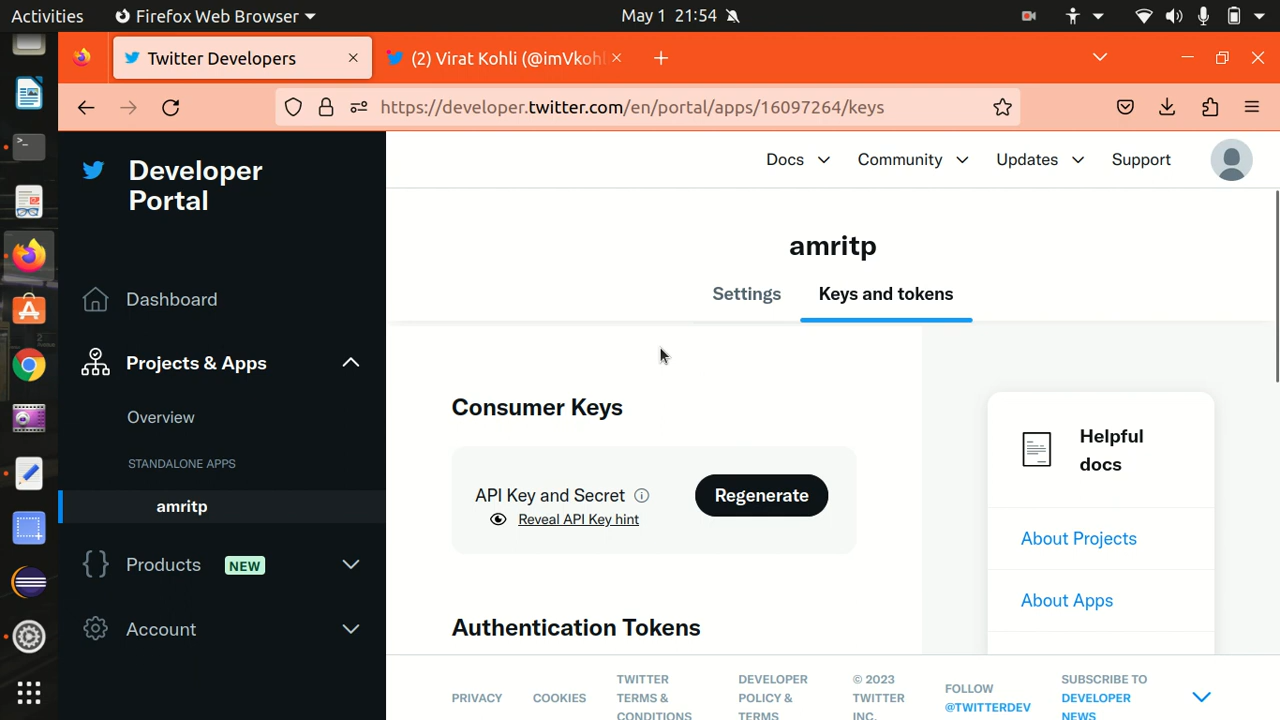 Activities
Firefox Web Browser
May 1 21:54
Twitter Developers
(2) Virat Kohli (@imVkohl
https://developer.twitter.com/en/portal/apps/16097264/keys
Developer
Portal
Docs
Community
Updates
Support
amritp
Settings
Keys and tokens
Dashboard
Projects & Apps
Overview
STANDALONE APPS
amritp
Products NEW
Account
Consumer Keys
API Key and Secret
Reveal API Key hint
Regenerate
Authentication Tokens
Helpful
docs
About Projects
About Apps
PRIVACY
COOKIES
TWITTER
TERMS &
CONDITIONS
DEVELOPER
POLICY &
TERMS
© 2023
TWITTER
INC.
FOLLOW
@TWITTERDEV
SUBSCRIBE TO
DEVELOPER
NEWS